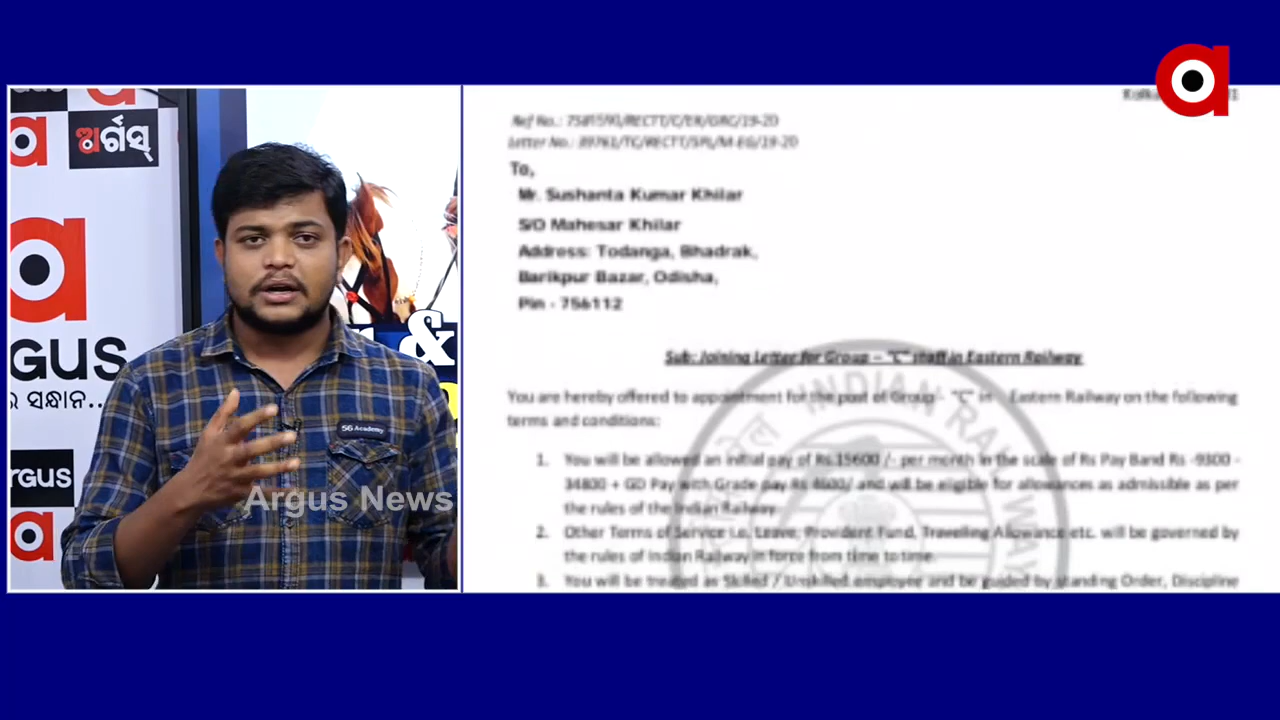 ଅର୍ଗସ୍
GUS
ସନ୍ଧାନ..
rGUS
&
56 Academy
Argus News
Ref No.: 7581590/RECTT/C/ER/GRC/19-20
Letter No.: 89761/TC/RECTT/SPL/M-EG/19-20
To,
Mr. Sushanta Kumar Khilar
S/O Mahesar Khilar
Address: Todanga, Bhadrak,
Barikpur Bazar, Odisha,
Pin - 756112
Sub: Joining Letter for Group – "C" staff in Eastern Railway
You are hereby offered to appointment for the post of Group - "C" in - Eastern Railway on the following
terms and conditions:
1. You will be allowed an initial pay of Rs.15600 /- per month in the scale of Rs Pay Band Rs -9300 -
34800 + GD Pay with Grade pay Rs 4600/ and will be eligible for allowances as admissible as per
the rules of the Indian Railway.
2. Other Terms of Service i.e. Leave, Provident Fund, Traveling Allowance etc. will be governed by
the rules of Indian Railway in force from time to time.
3. You will be treated as Skilled / Unskilled employee and be guided by standing Order, Discipline
INDIAN RAILWAY